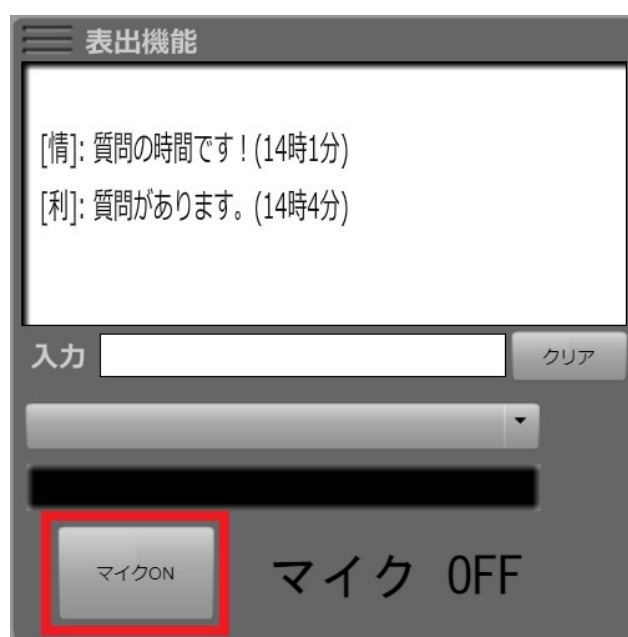 表出機能
[情]: 質問の時間です！(14時1分)
[利]: 質問があります。(14時4分)
入力
クリア
マイクON
マイク OFF